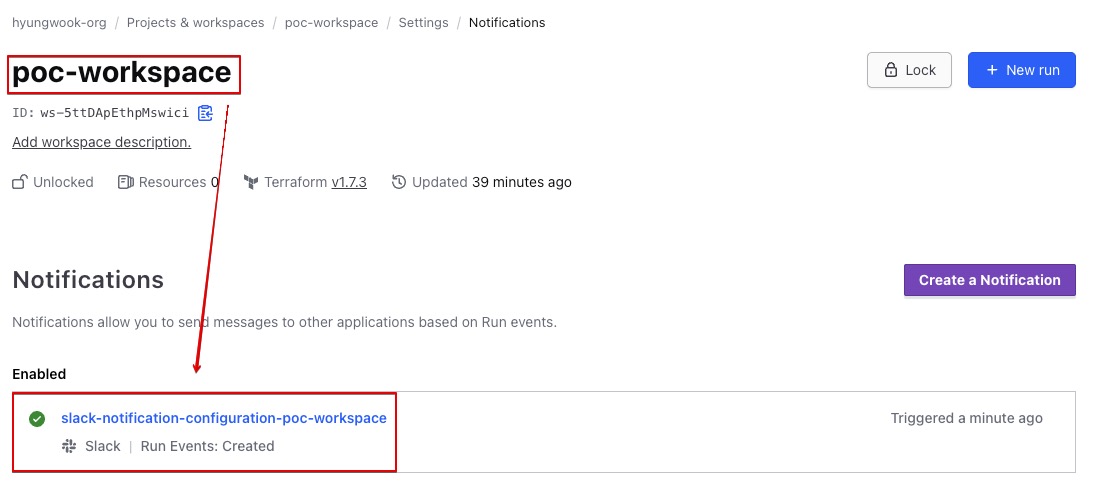 hyungwook-org / Projects & workspaces / poc-workspace / Settings / Notifications
poc-workspace
Lock
+ New run
ID: ws-5ttDApEthpMswici
Add workspace description.
Unlocked Resources 0 Terraform v1.7.3 Updated 39 minutes ago
Notifications
Create a Notification
Notifications allow you to send messages to other applications based on Run events.
Enabled
slack-notification-configuration-poc-workspace
Triggered a minute ago
Slack | Run Events: Created